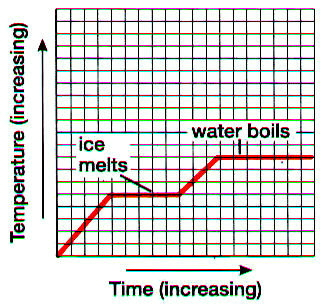 Temperature (increasing)
water boils
ice
melts
Time (increasing)